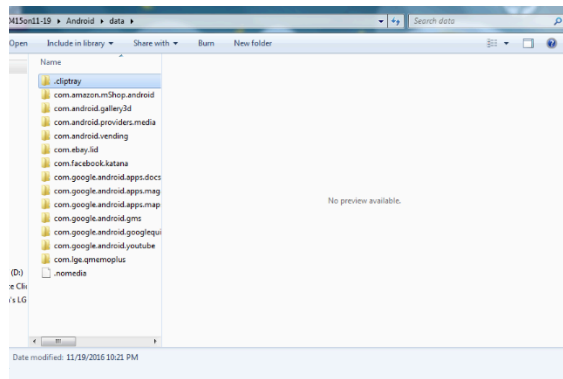 0415on11-19 ▸ Android ▸ data ▸
Search data
Open Include in library Share with Burn New folder
Name
.cliptray
com.amazon.mShop.android
com.android.gallery3d
com.android.providers.media
com.android.vending
com.ebay.lid
com.facebook.katana
com.google.android.apps.docs
com.google.android.apps.mag
com.google.android.apps.map
No preview available.
com.google.android.gms
com.google.android.googlequi
com.google.android.youtube
com.lge.qmemoplus
(D:) .nomedia
's LG
Date modified: 11/19/2016 10:21 PM